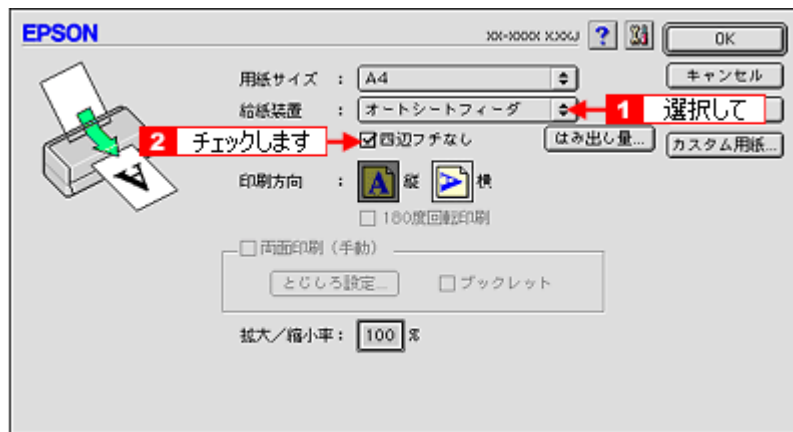 EPSON
XX-XXXX X.XXJ ? OK
用紙サイズ : A4 キャンセル
給紙装置 : オートシートフィーダ 1 選択して
2 チェックします 四辺フチなし はみ出し量... カスタム用紙...
印刷方向 : A 縦 A 横
180度回転印刷
両面印刷（手動）
とじしろ設定... ブックレット
拡大／縮小率： 100 %
A